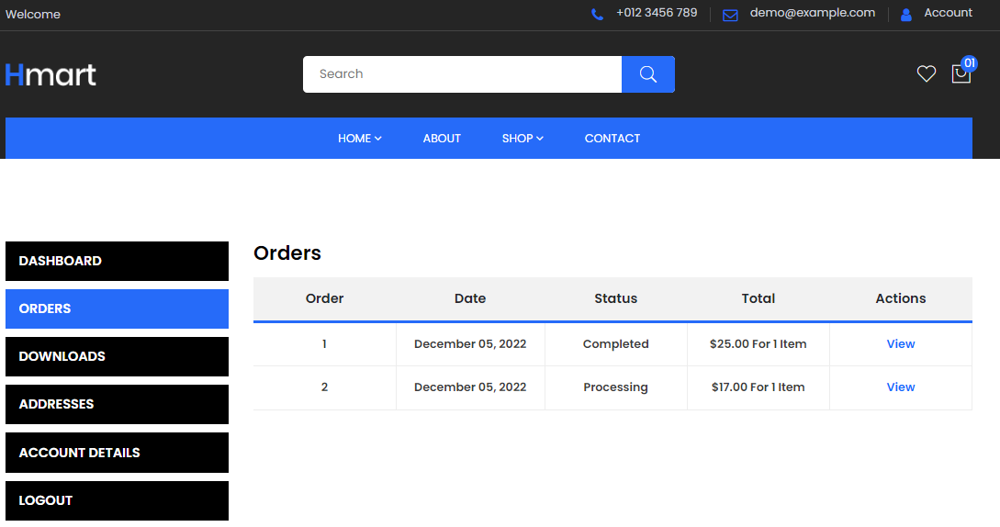 Welcome
+012 3456 789
demo@example.com
Account
Hmart
Search
01
HOME
ABOUT
SHOP
CONTACT
DASHBOARD
ORDERS
DOWNLOADS
ADDRESSES
ACCOUNT DETAILS
LOGOUT
Orders
Order Date Status Total Actions
1 December 05, 2022 Completed $25.00 For 1 Item View
2 December 05, 2022 Processing $17.00 For 1 Item View